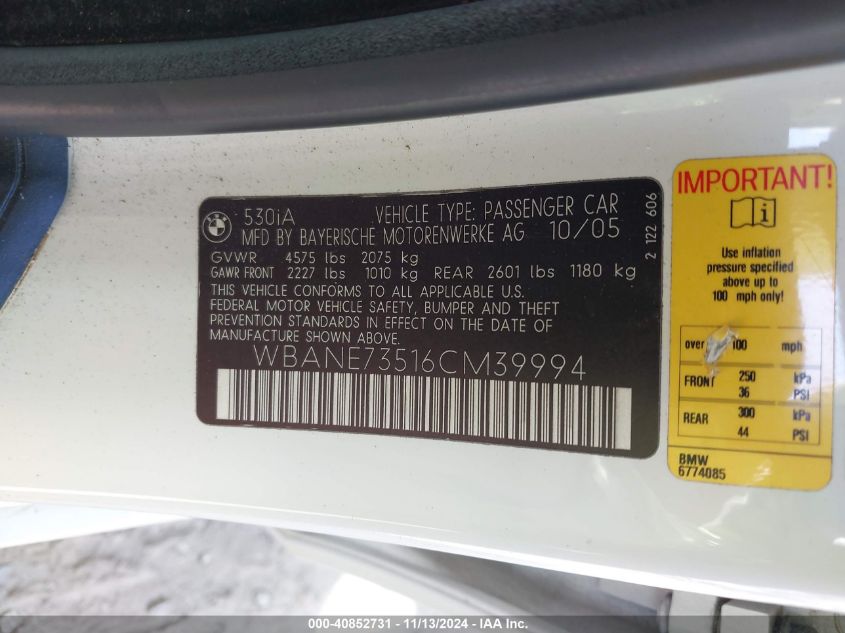 BMW
530iA VEHICLE TYPE: PASSENGER CAR
MFD BY BAYERISCHE MOTORENWERKE AG 10/05
GVWR 4575 lbs 2075 kg
GAWR FRONT 2227 lbs 1010 kg REAR 2601 lbs 1180 kg
THIS VEHICLE CONFORMS TO ALL APPLICABLE U.S.
FEDERAL MOTOR VEHICLE SAFETY, BUMPER AND THEFT
PREVENTION STANDARDS IN EFFECT ON THE DATE OF
MANUFACTURE SHOWN ABOVE.
WBANE73516CM39994
2 122 606
IMPORTANT!
i
Use inflation
pressure specified
above up to
100 mph only!
over 100 mph
FRONT 250 kPa
36 PSI
REAR 300 kPa
44 PSI
BMW
6774085
000-40852731 - 11/13/2024 - IAAI.COM